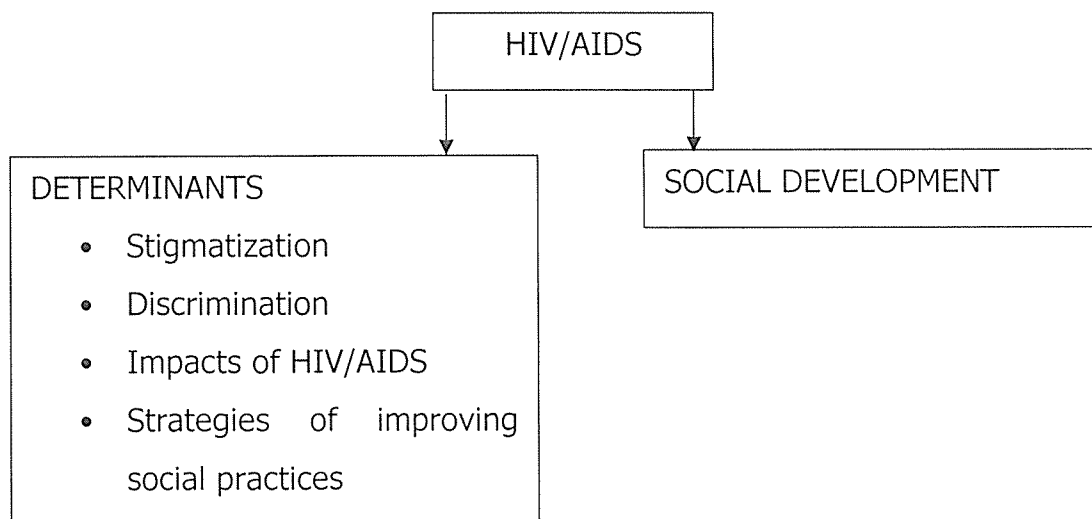 HIV/AIDS
DETERMINANTS
• Stigmatization
• Discrimination
• Impacts of HIV/AIDS
• Strategies of improving
social practices
SOCIAL DEVELOPMENT